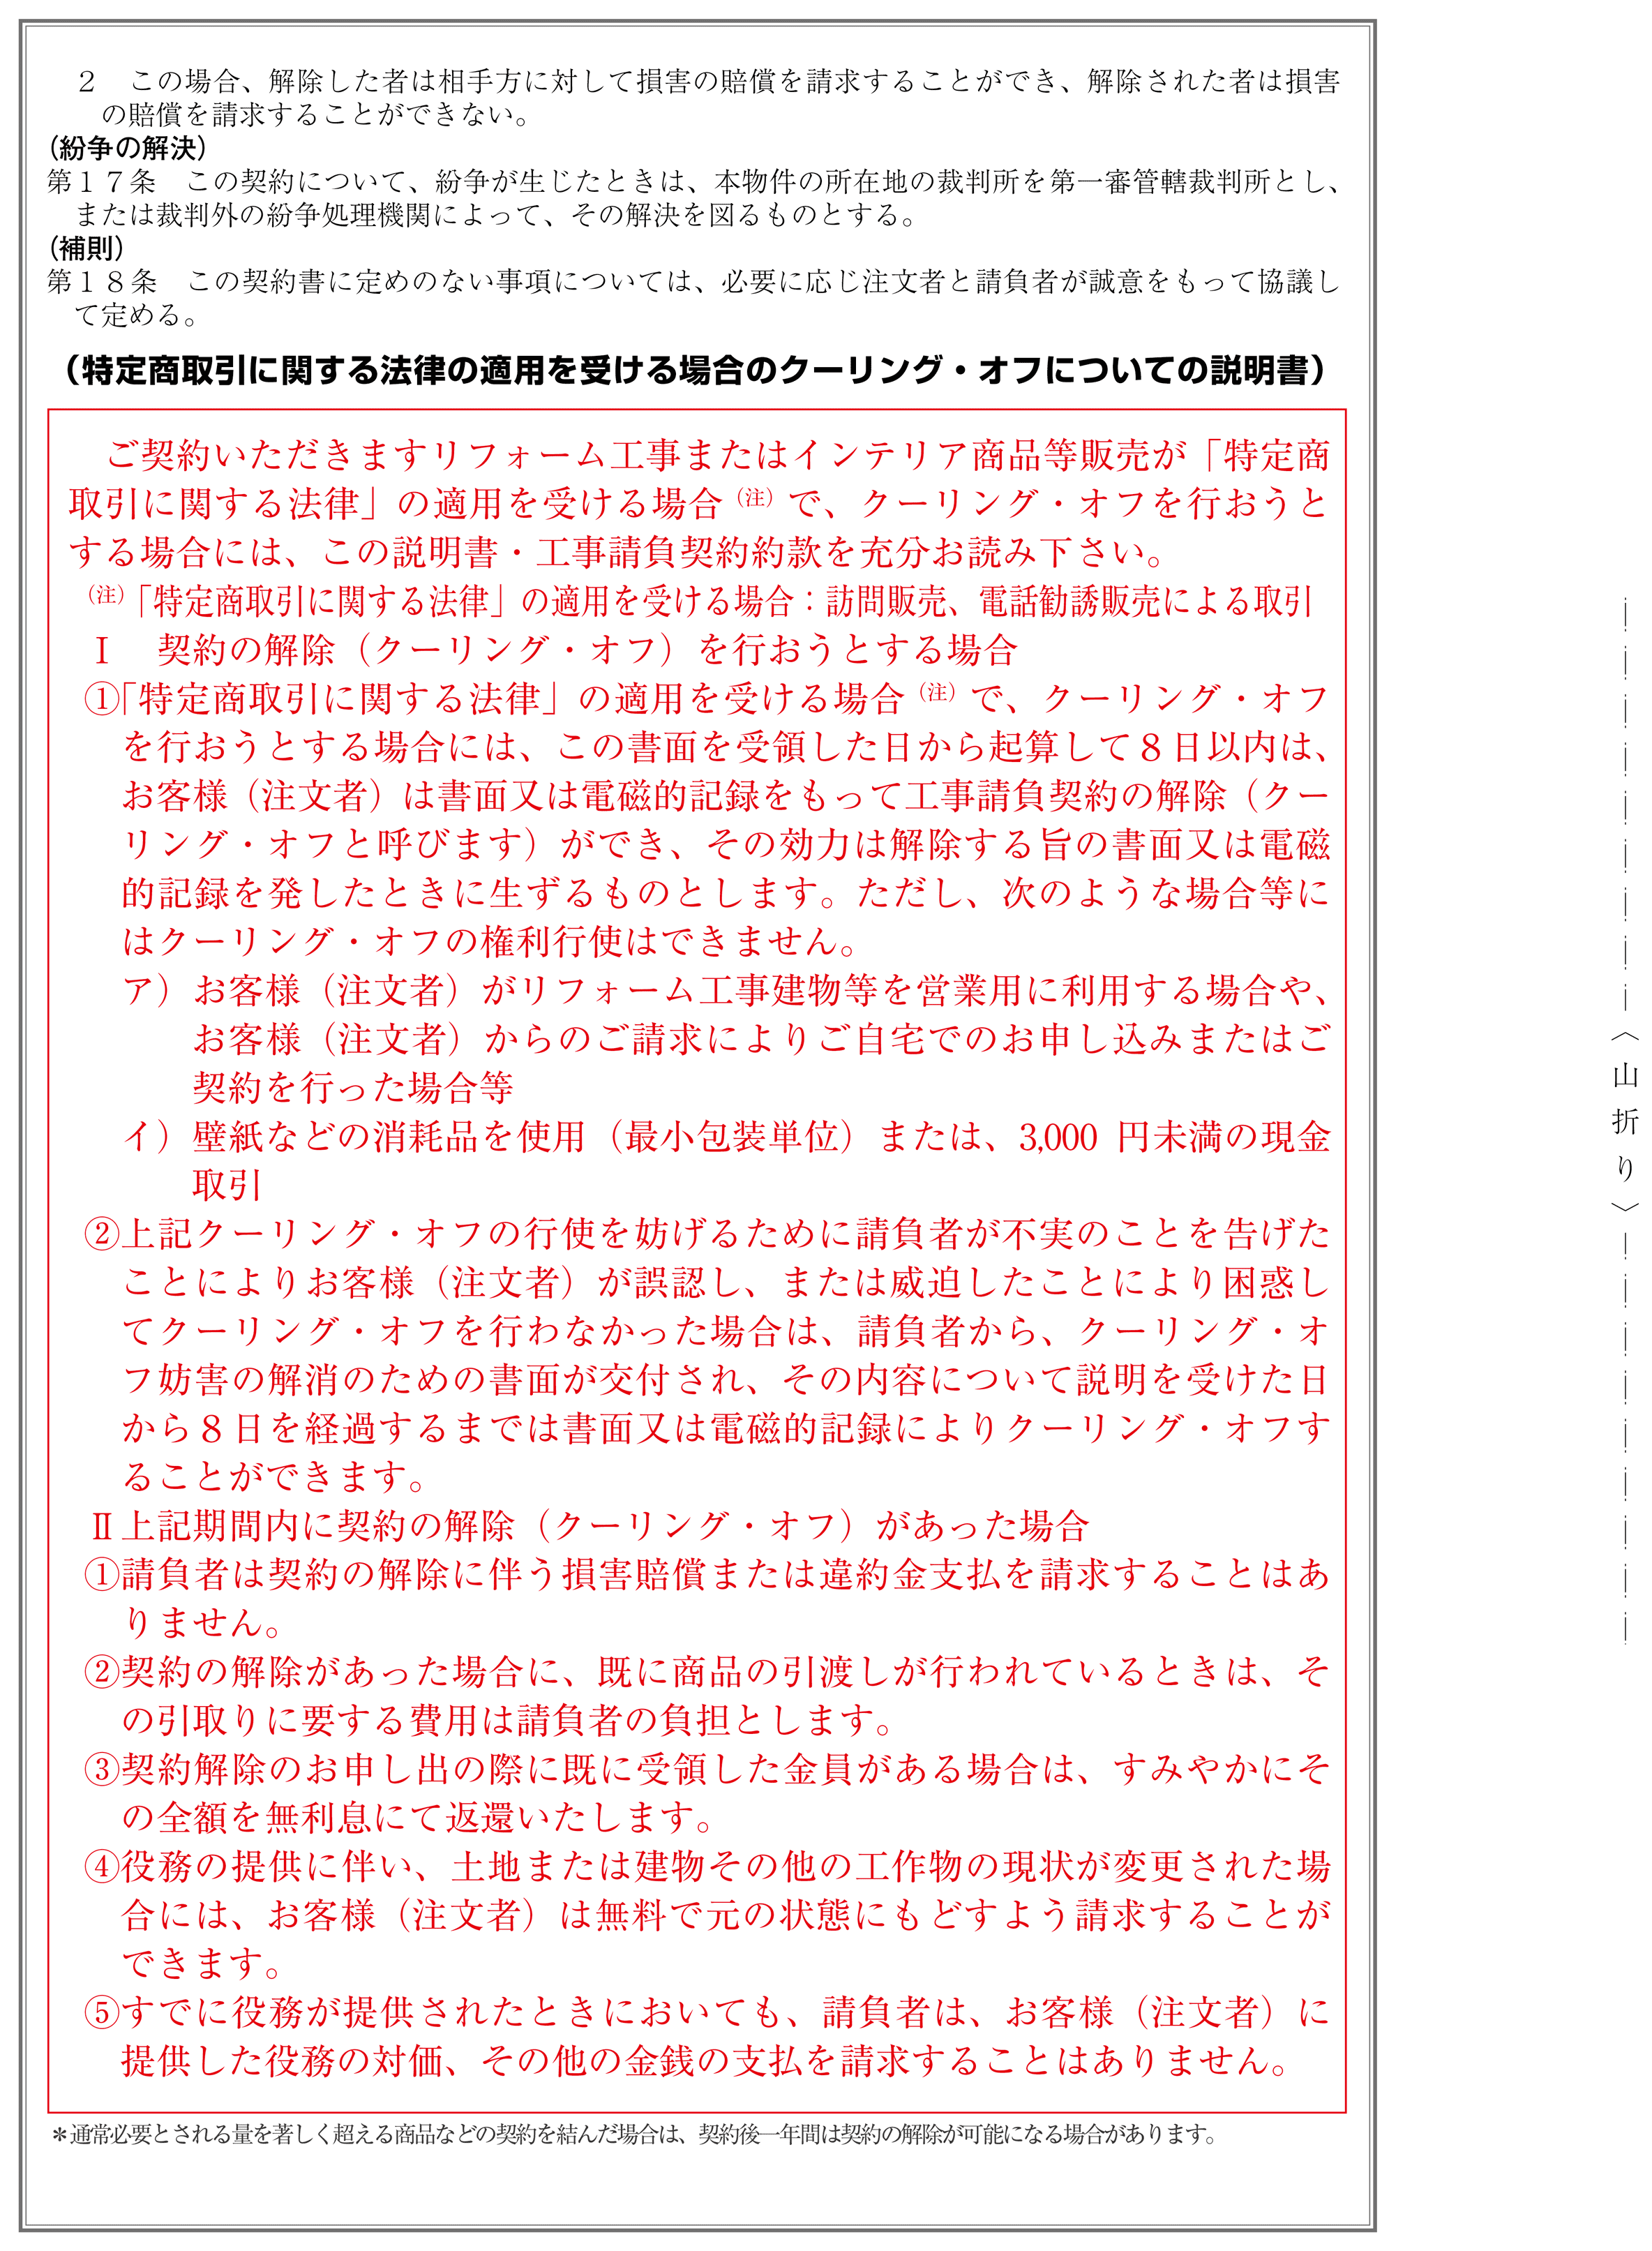 ２　この場合、解除した者は相手方に対して損害の賠償を請求することができ、解除された者は損害
の賠償を請求することができない。
（紛争の解決）
第１７条　この契約について、紛争が生じたときは、本物件の所在地の裁判所を第一審管轄裁判所とし、
または裁判外の紛争処理機関によって、その解決を図るものとする。
（補則）
第１８条　この契約書に定めのない事項については、必要に応じ注文者と請負者が誠意をもって協議し
て定める。
（特定商取引に関する法律の適用を受ける場合のクーリング・オフについての説明書）
ご契約いただきますリフォーム工事またはインテリア商品等販売が「特定商
取引に関する法律」の適用を受ける場合（注）で、クーリング・オフを行おうと
する場合には、この説明書・工事請負契約約款を充分お読み下さい。
（注）「特定商取引に関する法律」の適用を受ける場合：訪問販売、電話勧誘販売による取引
Ⅰ　契約の解除（クーリング・オフ）を行おうとする場合
①「特定商取引に関する法律」の適用を受ける場合（注）で、クーリング・オフ
を行おうとする場合には、この書面を受領した日から起算して８日以内は、
お客様（注文者）は書面又は電磁的記録をもって工事請負契約の解除（クー
リング・オフと呼びます）ができ、その効力は解除する旨の書面又は電磁
的記録を発したときに生ずるものとします。ただし、次のような場合等に
はクーリング・オフの権利行使はできません。
ア）お客様（注文者）がリフォーム工事建物等を営業用に利用する場合や、
お客様（注文者）からのご請求によりご自宅でのお申し込みまたはご
契約を行った場合等
イ）壁紙などの消耗品を使用（最小包装単位）または、3,000 円未満の現金
取引
②上記クーリング・オフの行使を妨げるために請負者が不実のことを告げた
ことによりお客様（注文者）が誤認し、または威迫したことにより困惑し
てクーリング・オフを行わなかった場合は、請負者から、クーリング・オ
フ妨害の解消のための書面が交付され、その内容について説明を受けた日
から８日を経過するまでは書面又は電磁的記録によりクーリング・オフす
ることができます。
Ⅱ上記期間内に契約の解除（クーリング・オフ）があった場合
①請負者は契約の解除に伴う損害賠償または違約金支払を請求することはあ
りません。
②契約の解除があった場合に、既に商品の引渡しが行われているときは、そ
の引取りに要する費用は請負者の負担とします。
③契約解除のお申し出の際に既に受領した金員がある場合は、すみやかにそ
の全額を無利息にて返還いたします。
④役務の提供に伴い、土地または建物その他の工作物の現状が変更された場
合には、お客様（注文者）は無料で元の状態にもどすよう請求することが
できます。
⑤すでに役務が提供されたときにおいても、請負者は、お客様（注文者）に
提供した役務の対価、その他の金銭の支払を請求することはありません。
＊通常必要とされる量を著しく超える商品などの契約を結んだ場合は、契約後一年間は契約の解除が可能になる場合があります。
〈山折り〉